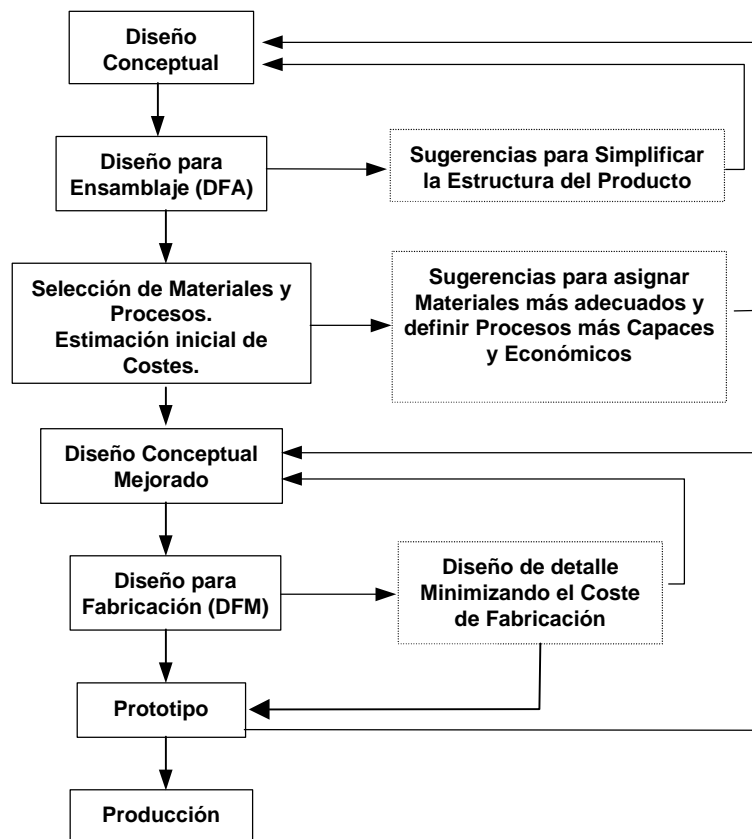 Diseño
Conceptual
Diseño para
Ensamblaje (DFA)
Sugerencias para Simplificar
la Estructura del Producto
Selección de Materiales y
Procesos.
Estimación inicial de
Costes.
Sugerencias para asignar
Materiales más adecuados y
definir Procesos más Capaces
y Económicos
Diseño Conceptual
Mejorado
Diseño para
Fabricación (DFM)
Diseño de detalle
Minimizando el Coste
de Fabricación
Prototipo
Producción